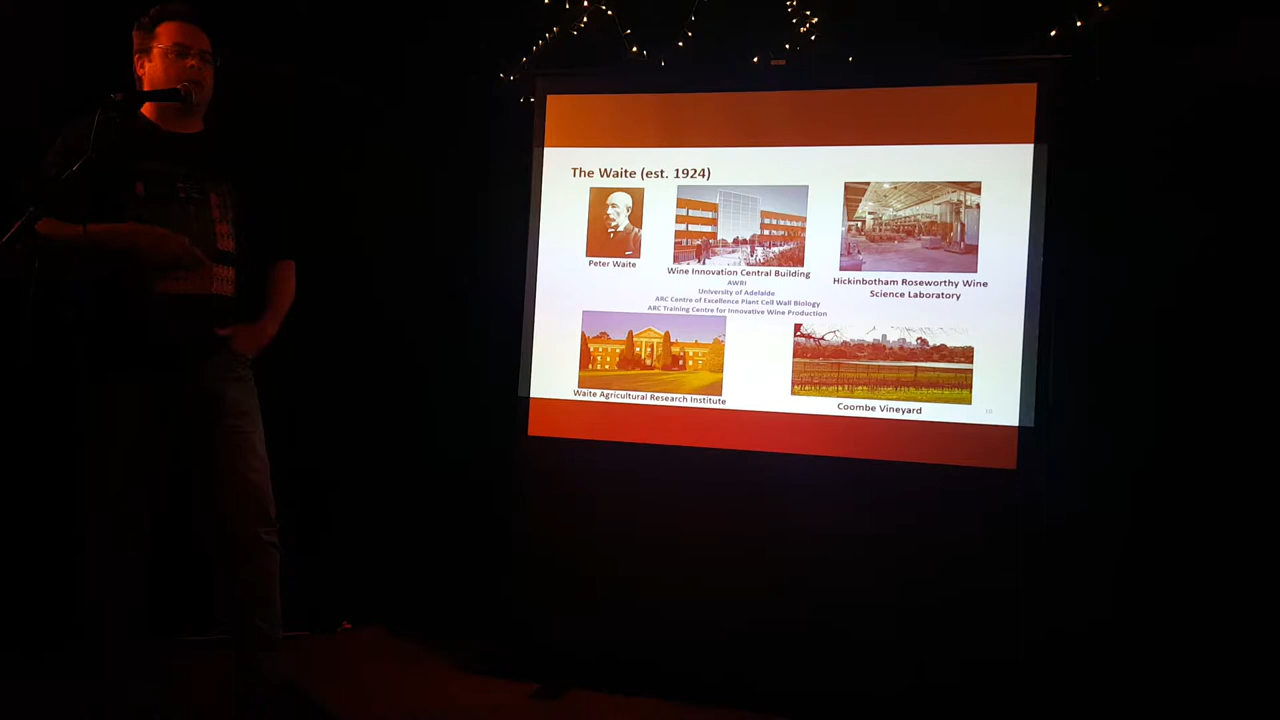 The Waite (est. 1924)
Peter Waite
Wine Innovation Central Building
AWRI
University of Adelaide
ARC Centre of Excellence Plant Cell Wall Biology
ARC Training Centre for Innovative Wine Production
Hickinbotham Roseworthy Wine
Science Laboratory
Waite Agricultural Research Institute
Coombe Vineyard